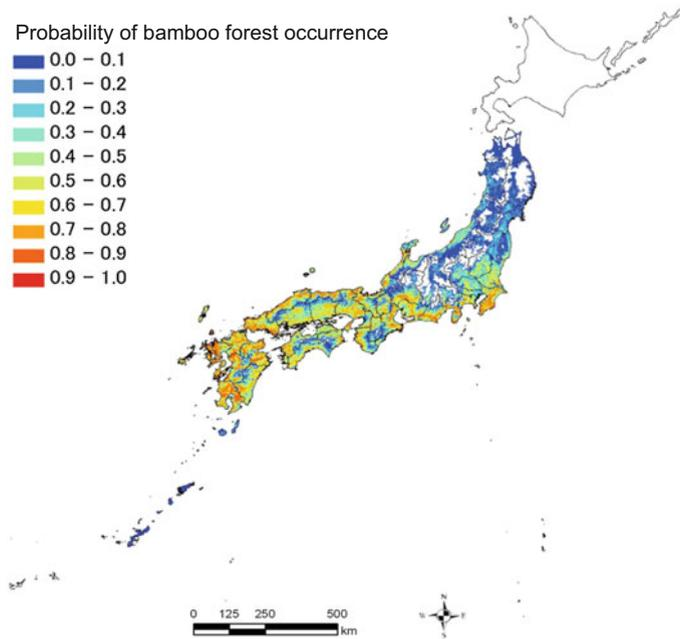 Probability of bamboo forest occurrence
0.0 – 0.1
0.1 – 0.2
0.2 – 0.3
0.3 – 0.4
0.4 – 0.5
0.5 – 0.6
0.6 – 0.7
0.7 – 0.8
0.8 – 0.9
0.9 – 1.0
0 125 250 500
km
N
W E
S